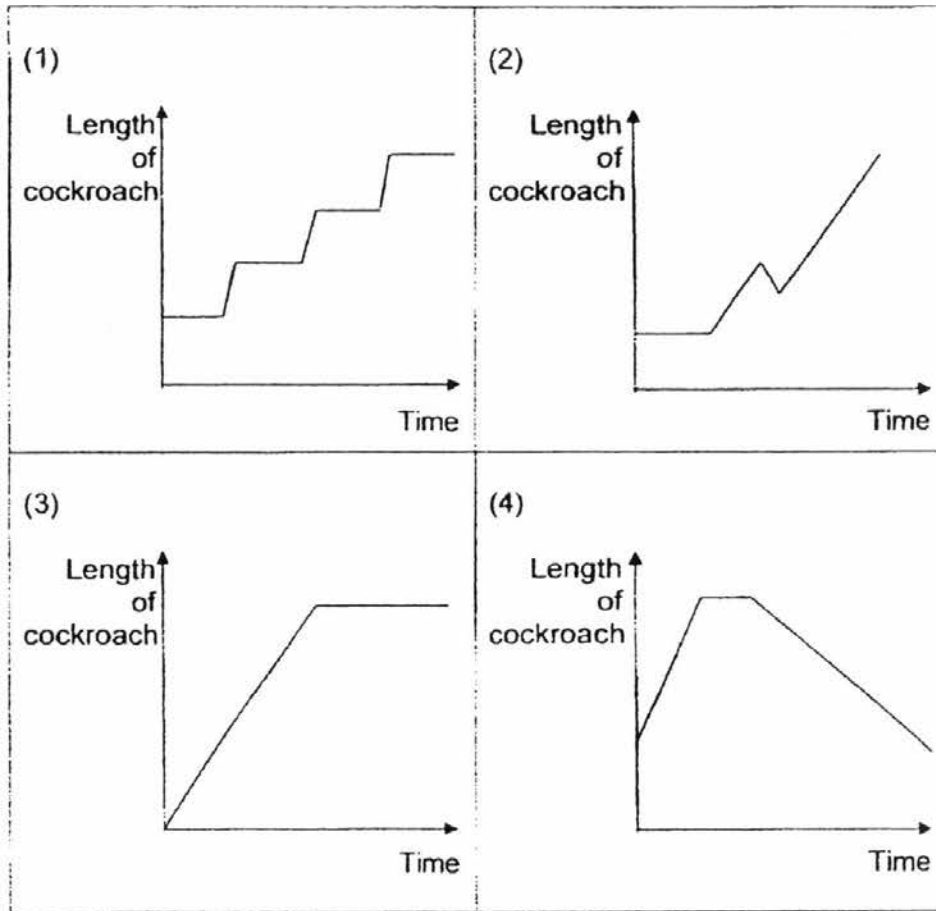 (1)
Length
of
cockroach
Time
(2)
Length
of
cockroach
Time
(3)
Length
of
cockroach
Time
(4)
Length
of
cockroach
Time